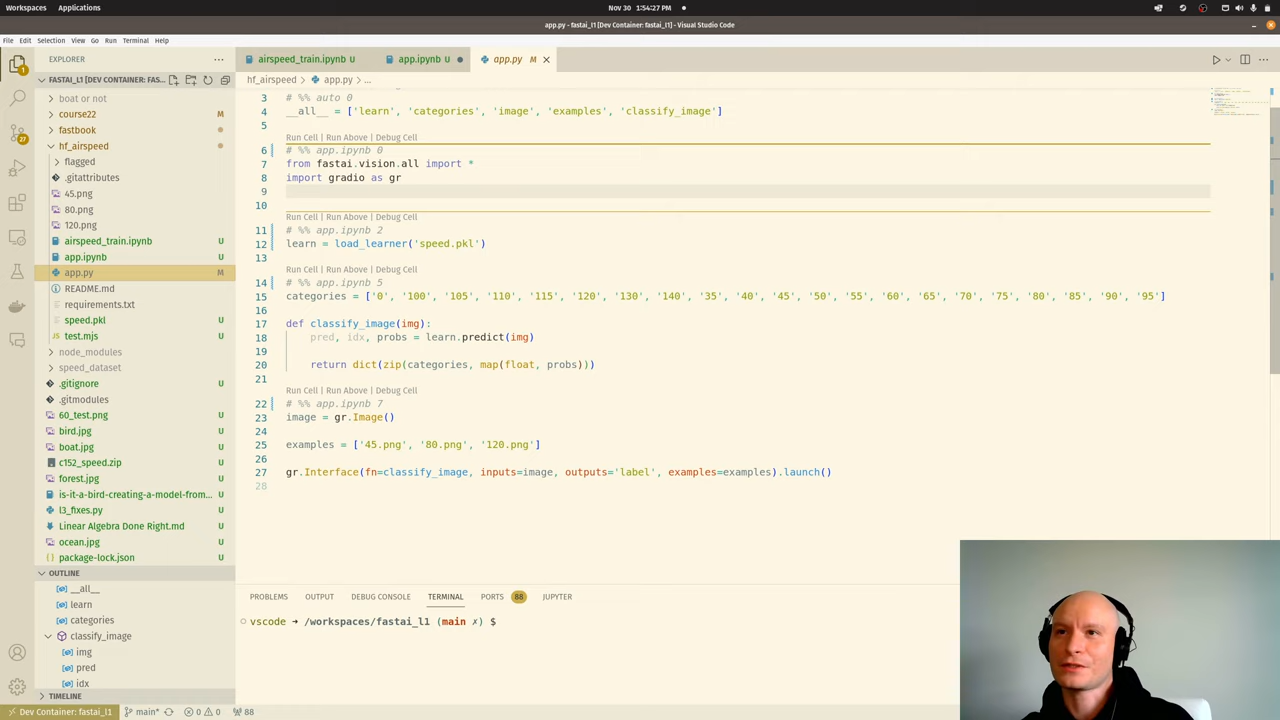 Workspaces Applications Nov 30 1:54:27 PM
app.py - fastai_l1 [Dev Container: fastai_l1] - Visual Studio Code
File Edit Selection View Go Run Terminal Help
EXPLORER
airspeed_train.ipynb U
app.ipynb U
app.py M
FASTAI_L1 [DEV CONTAINER: FAS...
hf_airspeed > app.py > ...
boat or not
course22 M
fastbook
hf_airspeed
flagged
.gitattributes
45.png
80.png
120.png
airspeed_train.ipynb U
app.ipynb U
app.py M
README.md
requirements.txt
speed.pkl U
test.mjs U
node_modules
speed_dataset
.gitignore U
.gitmodules
60_test.png U
bird.jpg U
boat.jpg U
c152_speed.zip U
forest.jpg U
is-it-a-bird-creating-a-model-from... U
l3_fixes.py U
Linear Algebra Done Right.md U
ocean.jpg U
package-lock.json U
OUTLINE
__all__
learn
categories
classify_image
img
pred
idx
TIMELINE
3 # %% auto 0
4 __all__ = ['learn', 'categories', 'image', 'examples', 'classify_image']
5
Run Cell | Run Above | Debug Cell
6 # %% app.ipynb 0
7 from fastai.vision.all import *
8 import gradio as gr
9
10
Run Cell | Run Above | Debug Cell
11 # %% app.ipynb 2
12 learn = load_learner('speed.pkl')
13
Run Cell | Run Above | Debug Cell
14 # %% app.ipynb 5
15 categories = ['0', '100', '105', '110', '115', '120', '130', '140', '35', '40', '45', '50', '55', '60', '65', '70', '75', '80', '85', '90', '95']
16
17 def classify_image(img):
18 pred, idx, probs = learn.predict(img)
19
20 return dict(zip(categories, map(float, probs)))
21
Run Cell | Run Above | Debug Cell
22 # %% app.ipynb 7
23 image = gr.Image()
24
25 examples = ['45.png', '80.png', '120.png']
26
27 gr.Interface(fn=classify_image, inputs=image, outputs='label', examples=examples).launch()
28
PROBLEMS OUTPUT DEBUG CONSOLE TERMINAL PORTS 88 JUPYTER
vscode → /workspaces/fastai_l1 (main ✗) $
1
27
Dev Container: fastai_l1 main* 0 0 88